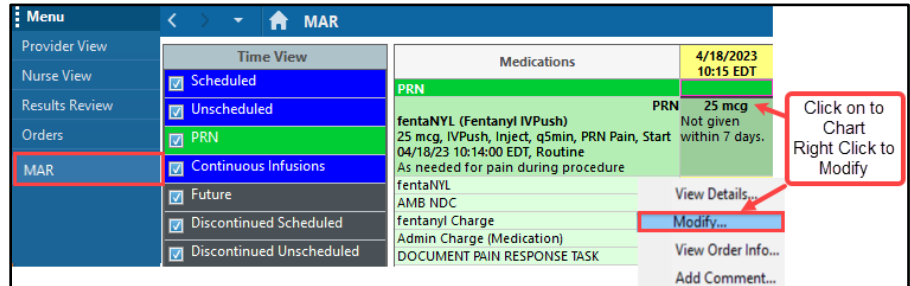 Menu
MAR
Provider View
Nurse View
Results Review
Orders
MAR
Time View
Scheduled
Unscheduled
PRN
Continuous Infusions
Future
Discontinued Scheduled
Discontinued Unscheduled
Medications
4/18/2023
10:15 EDT
PRN
PRN
fentaNYL (Fentanyl IVPush)
25 mcg, IVPush, Inject, q5min, PRN Pain, Start
04/18/23 10:14:00 EDT, Routine
As needed for pain during procedure
25 mcg
Not given
within 7 days.
fentaNYL
AMB NDC
fentanyl Charge
Admin Charge (Medication)
DOCUMENT PAIN RESPONSE TASK
View Details...
Modify...
View Order Info...
Add Comment...
Click on to
Chart
Right Click to
Modify